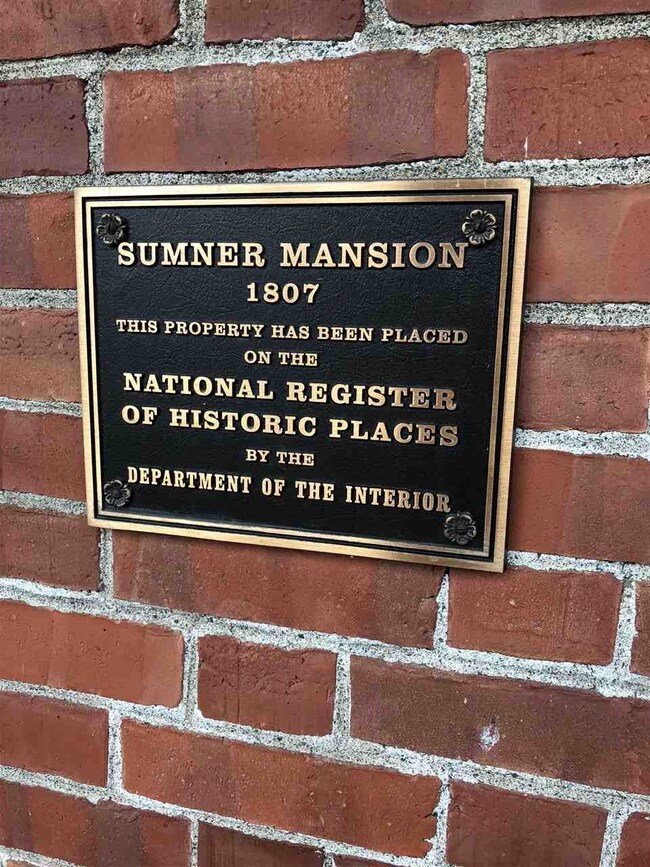 SUMNER MANSION
1807
THIS PROPERTY HAS BEEN PLACED
ON THE
NATIONAL REGISTER
OF HISTORIC PLACES
BY THE
DEPARTMENT OF THE INTERIOR